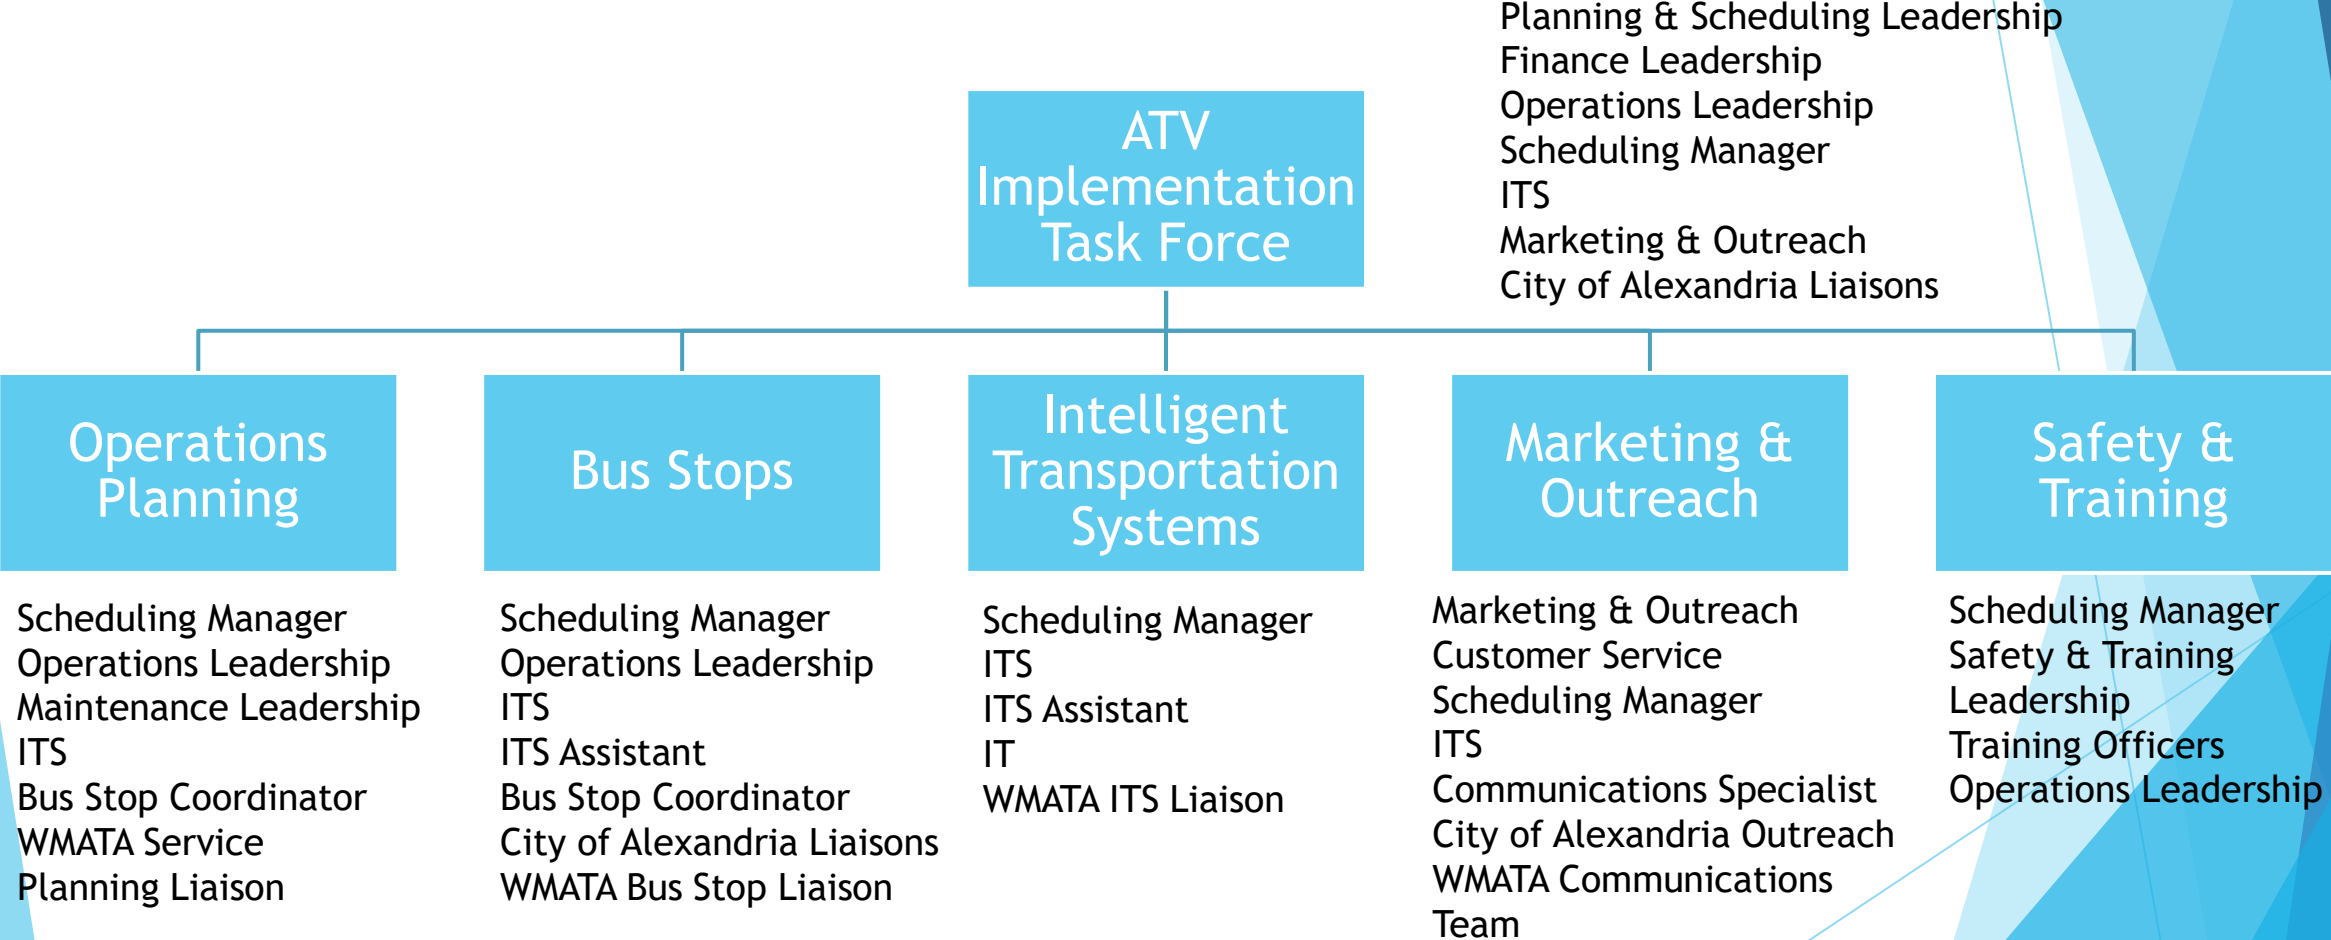 Planning & Scheduling Leadership
Finance Leadership
Operations Leadership
Scheduling Manager
ITS
Marketing & Outreach
City of Alexandria Liaisons
ATV
Implementation
Task Force
Operations
Planning
Bus Stops
Intelligent
Transportation
Systems
Marketing &
Outreach
Safety &
Training
Scheduling Manager
Operations Leadership
Maintenance Leadership
ITS
Bus Stop Coordinator
WMATA Service
Planning Liaison
Scheduling Manager
Operations Leadership
ITS
ITS Assistant
Bus Stop Coordinator
City of Alexandria Liaisons
WMATA Bus Stop Liaison
Scheduling Manager
ITS
ITS Assistant
IT
WMATA ITS Liaison
Marketing & Outreach
Customer Service
Scheduling Manager
ITS
Communications Specialist
City of Alexandria Outreach
WMATA Communications
Team
Scheduling Manager
Safety & Training
Leadership
Training Officers
Operations Leadership